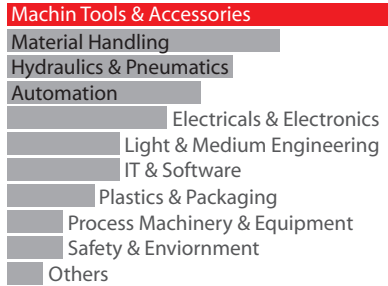 Machin Tools & Accessories
Material Handling
Hydraulics & Pneumatics
Automation
Electricals & Electronics
Light & Medium Engineering
IT & Software
Plastics & Packaging
Process Machinery & Equipment
Safety & Enviornment
Others